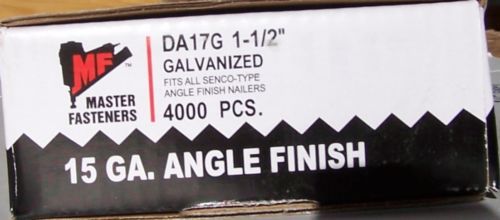 MF™
MASTER
FASTENERS
DA17G 1-1/2"
GALVANIZED
FITS ALL SENCO-TYPE
ANGLE FINISH NAILERS
4000 PCS.
15 GA. ANGLE FINISH